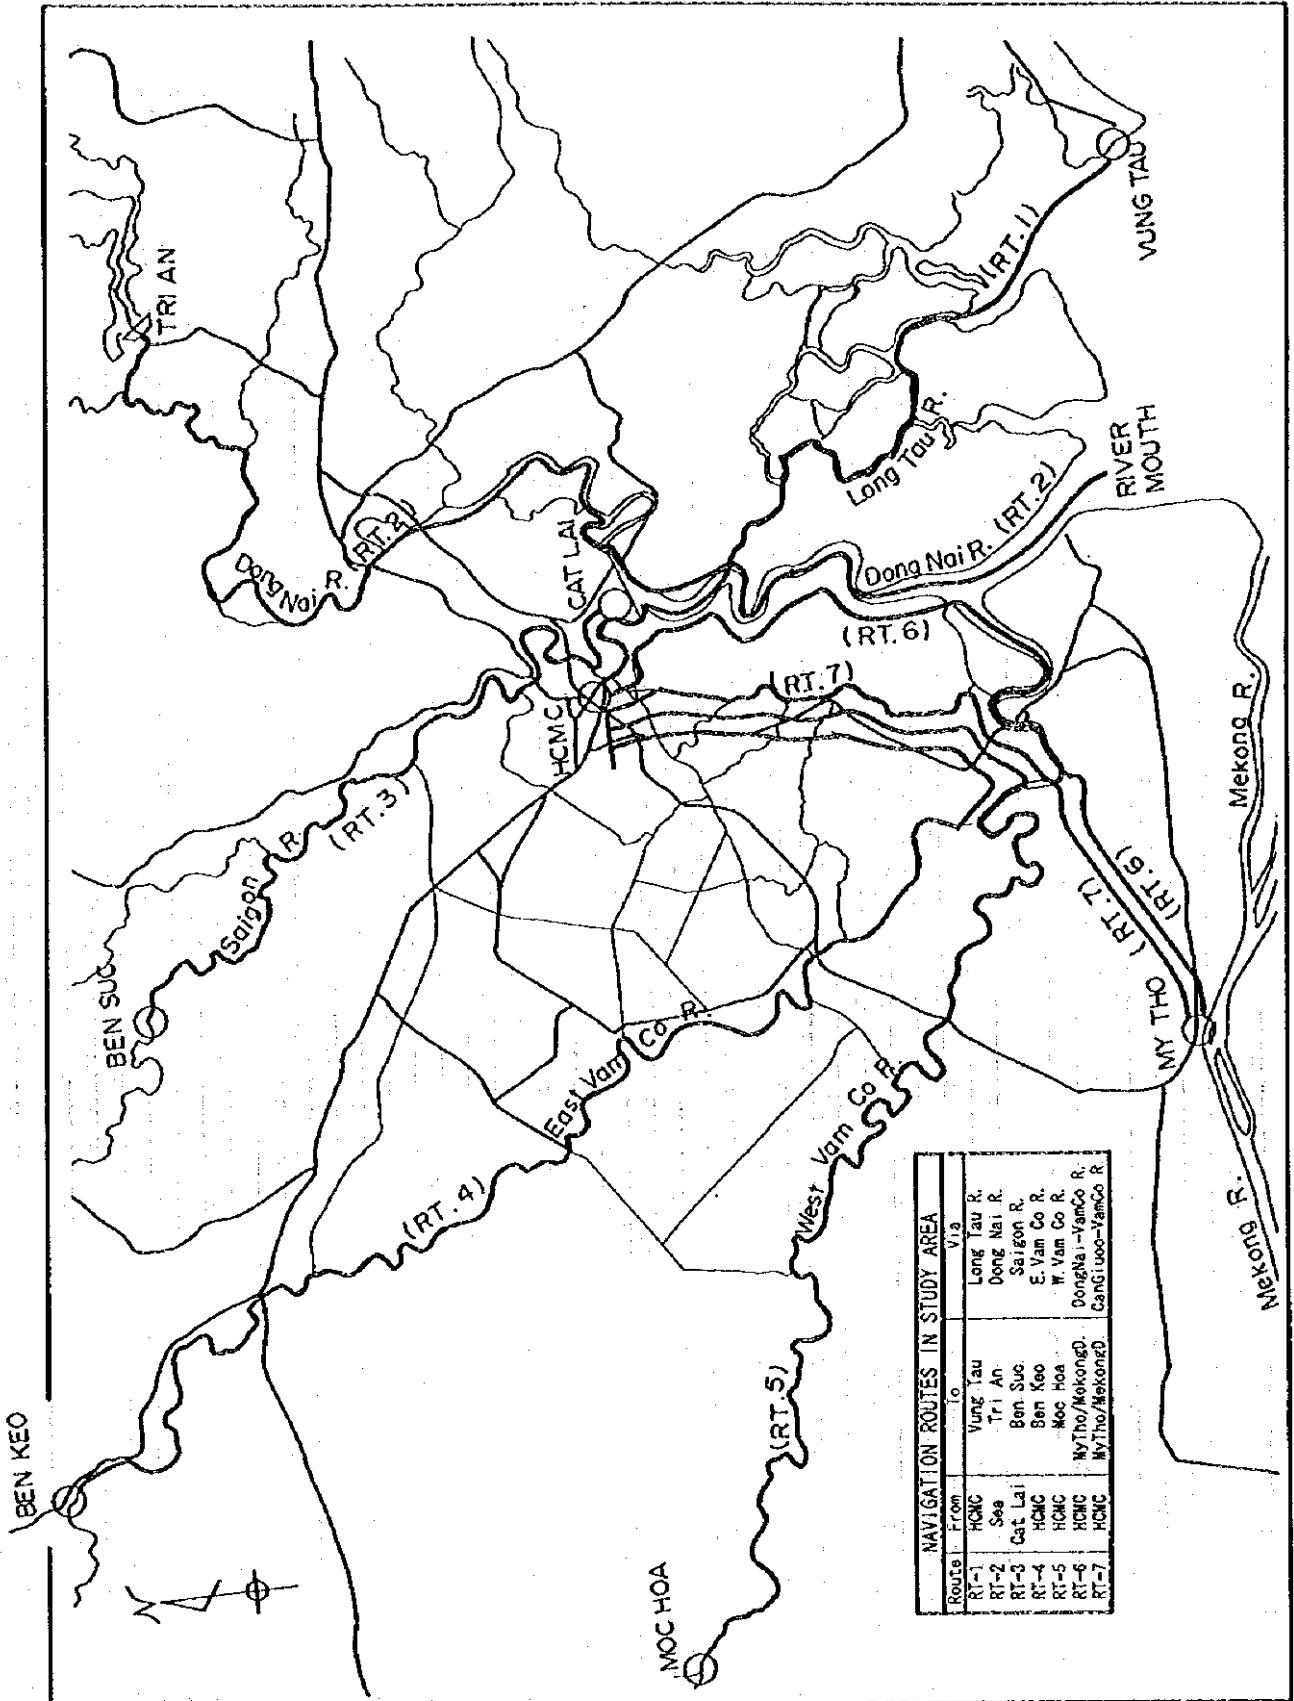 BEN KEO
N
BEN SUC
TRI AN
Saigon R.
(RT. 3)
Dong Nai R.
(RT. 2)
CAT LAI
HCMC
East Vam Co R.
(RT. 4)
(RT. 7)
(RT. 6)
Long Tau R.
(RT. 1)
VUNG TAU
Dong Nai R. (RT. 2)
RIVER
MOUTH
West Vam Co R.
(RT. 5)
MOC HOA
(RT. 7)
(RT. 6)
MY THO
Mekong R.
Mekong R.
NAVIGATION ROUTES IN STUDY AREA
Route From To Via
RT-1 HCMC Vung Tau Long Tau R.
RT-2 Sea Tri An Dong Nai R.
RT-3 Cat Lai Ben Suc Saigon R.
RT-4 HCMC Ben Keo E. Vam Co R.
RT-5 HCMC Moc Hoa W. Vam Co R.
RT-6 HCMC MyTho/MekongD. DongNai-VamCo R.
RT-7 HCMC MyTho/MekongD. CanGiuoc-VamCo R.